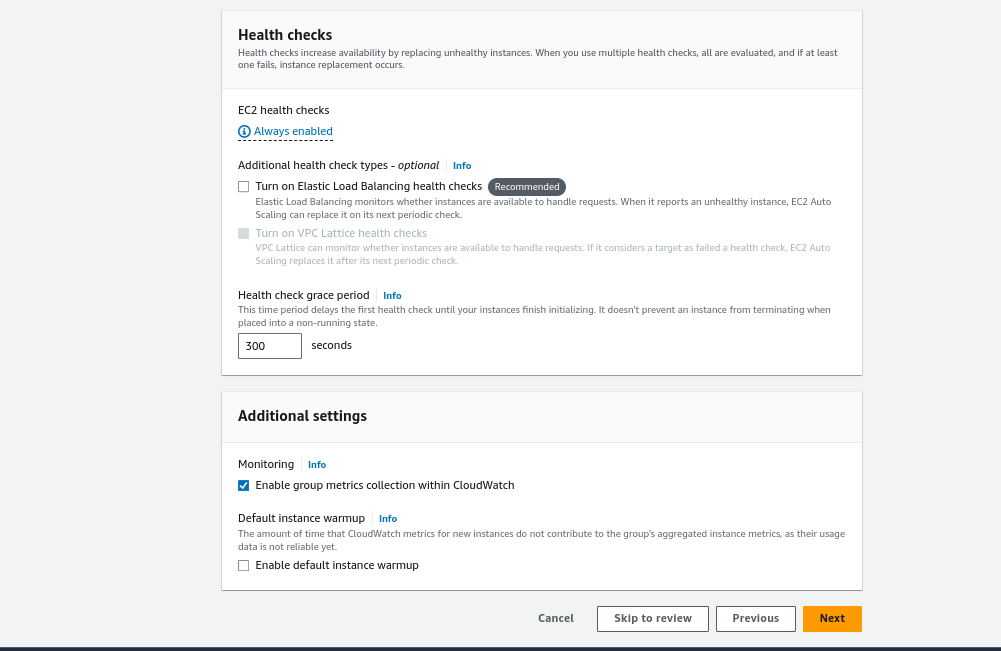 Health checks
Health checks increase availability by replacing unhealthy instances. When you use multiple health checks, all are evaluated, and if at least
one fails, instance replacement occurs.
EC2 health checks
Always enabled
Additional health check types - optional Info
Turn on Elastic Load Balancing health checks Recommended
Elastic Load Balancing monitors whether instances are available to handle requests. When it reports an unhealthy instance, EC2 Auto
Scaling can replace it on its next periodic check.
Turn on VPC Lattice health checks
VPC Lattice can monitor whether instances are available to handle requests. If it considers a target as failed a health check, EC2 Auto
Scaling replaces it after its next periodic check.
Health check grace period Info
This time period delays the first health check until your instances finish initializing. It doesn't prevent an instance from terminating when
placed into a non-running state.
300 seconds
Additional settings
Monitoring Info
Enable group metrics collection within CloudWatch
Default instance warmup Info
The amount of time that CloudWatch metrics for new instances do not contribute to the group's aggregated instance metrics, as their usage
data is not reliable yet.
Enable default instance warmup
Cancel Skip to review Previous Next